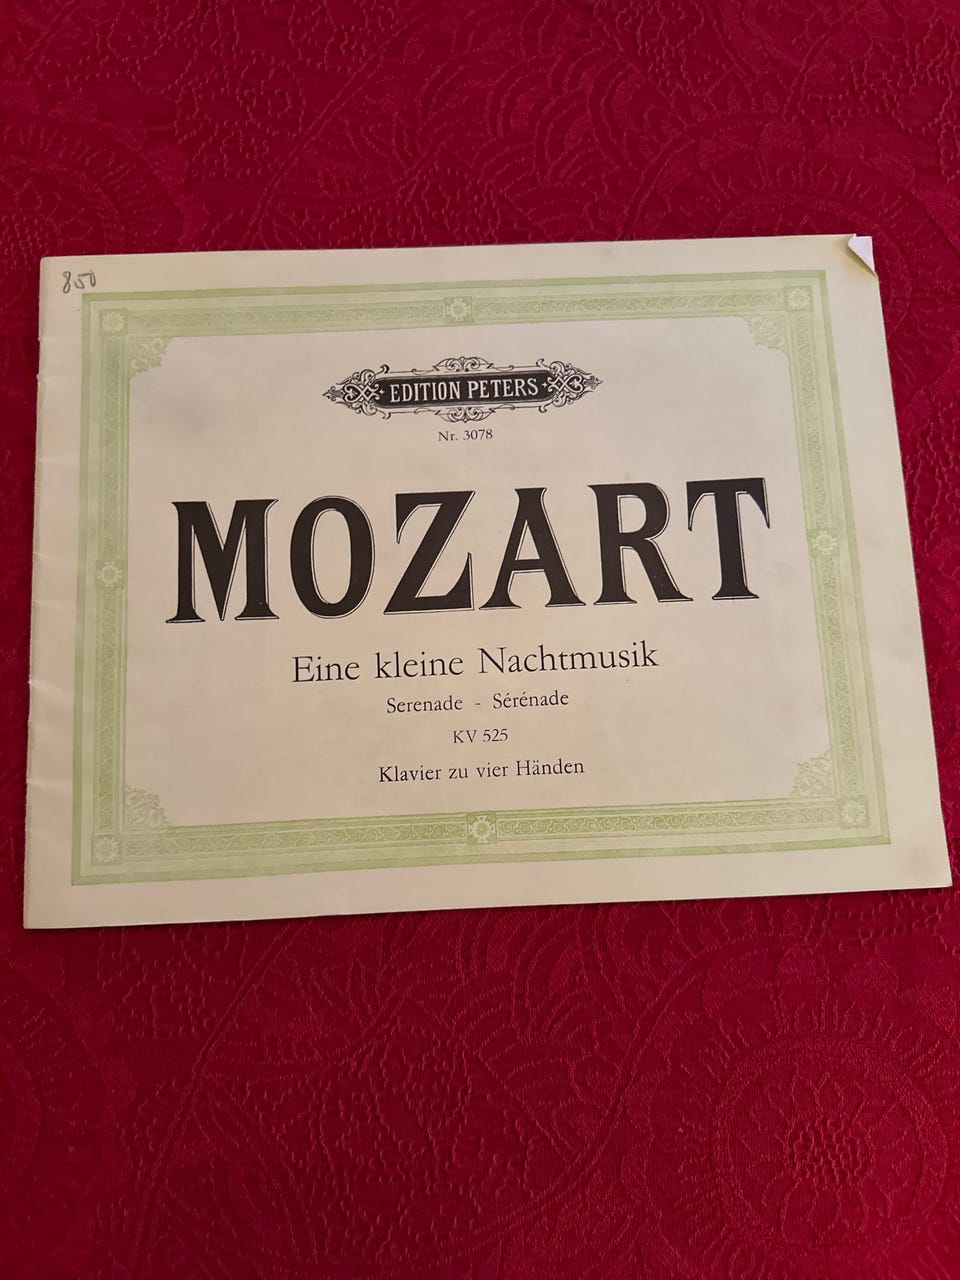 850
EDITION PETERS
Nr. 3078
MOZART
Eine kleine Nachtmusik
Serenade - Sérénade
KV 525
Klavier zu vier Händen